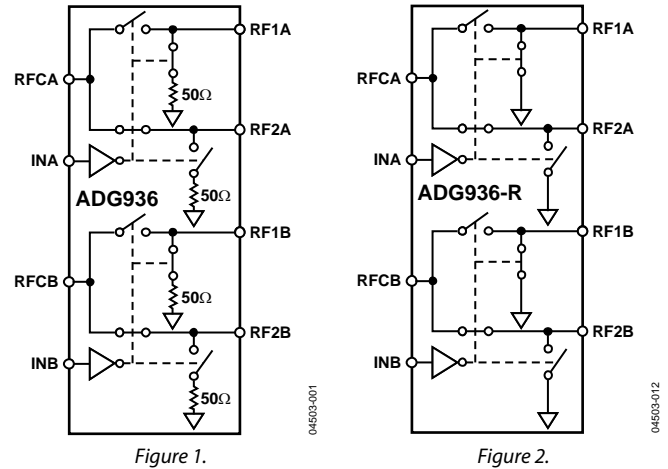 RF1A
RFCA
50Ω
RF2A
INA
50Ω
ADG936
RF1B
RFCB
50Ω
RF2B
INB
50Ω
04503-001
Figure 1.
RF1A
RFCA
RF2A
INA
ADG936-R
RF1B
RFCB
RF2B
INB
04503-012
Figure 2.